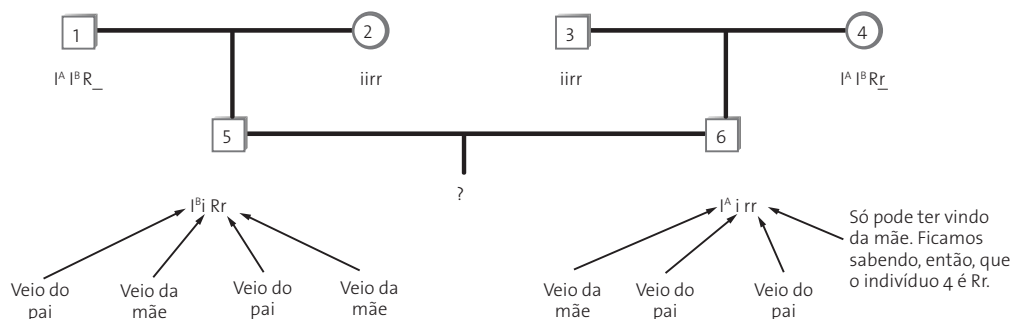 1
2
3
4
Iᴬ Iᴮ R_
iirr
iirr
Iᴬ Iᴮ Rr
5
6
?
Iᴮi Rr
Iᴬ i rr
Veio do
pai
Veio da
mãe
Veio do
pai
Veio da
mãe
Veio da
mãe
Veio do
pai
Veio do
pai
Só pode ter vindo
da mãe. Ficamos
sabendo, então, que
o indivíduo 4 é Rr.